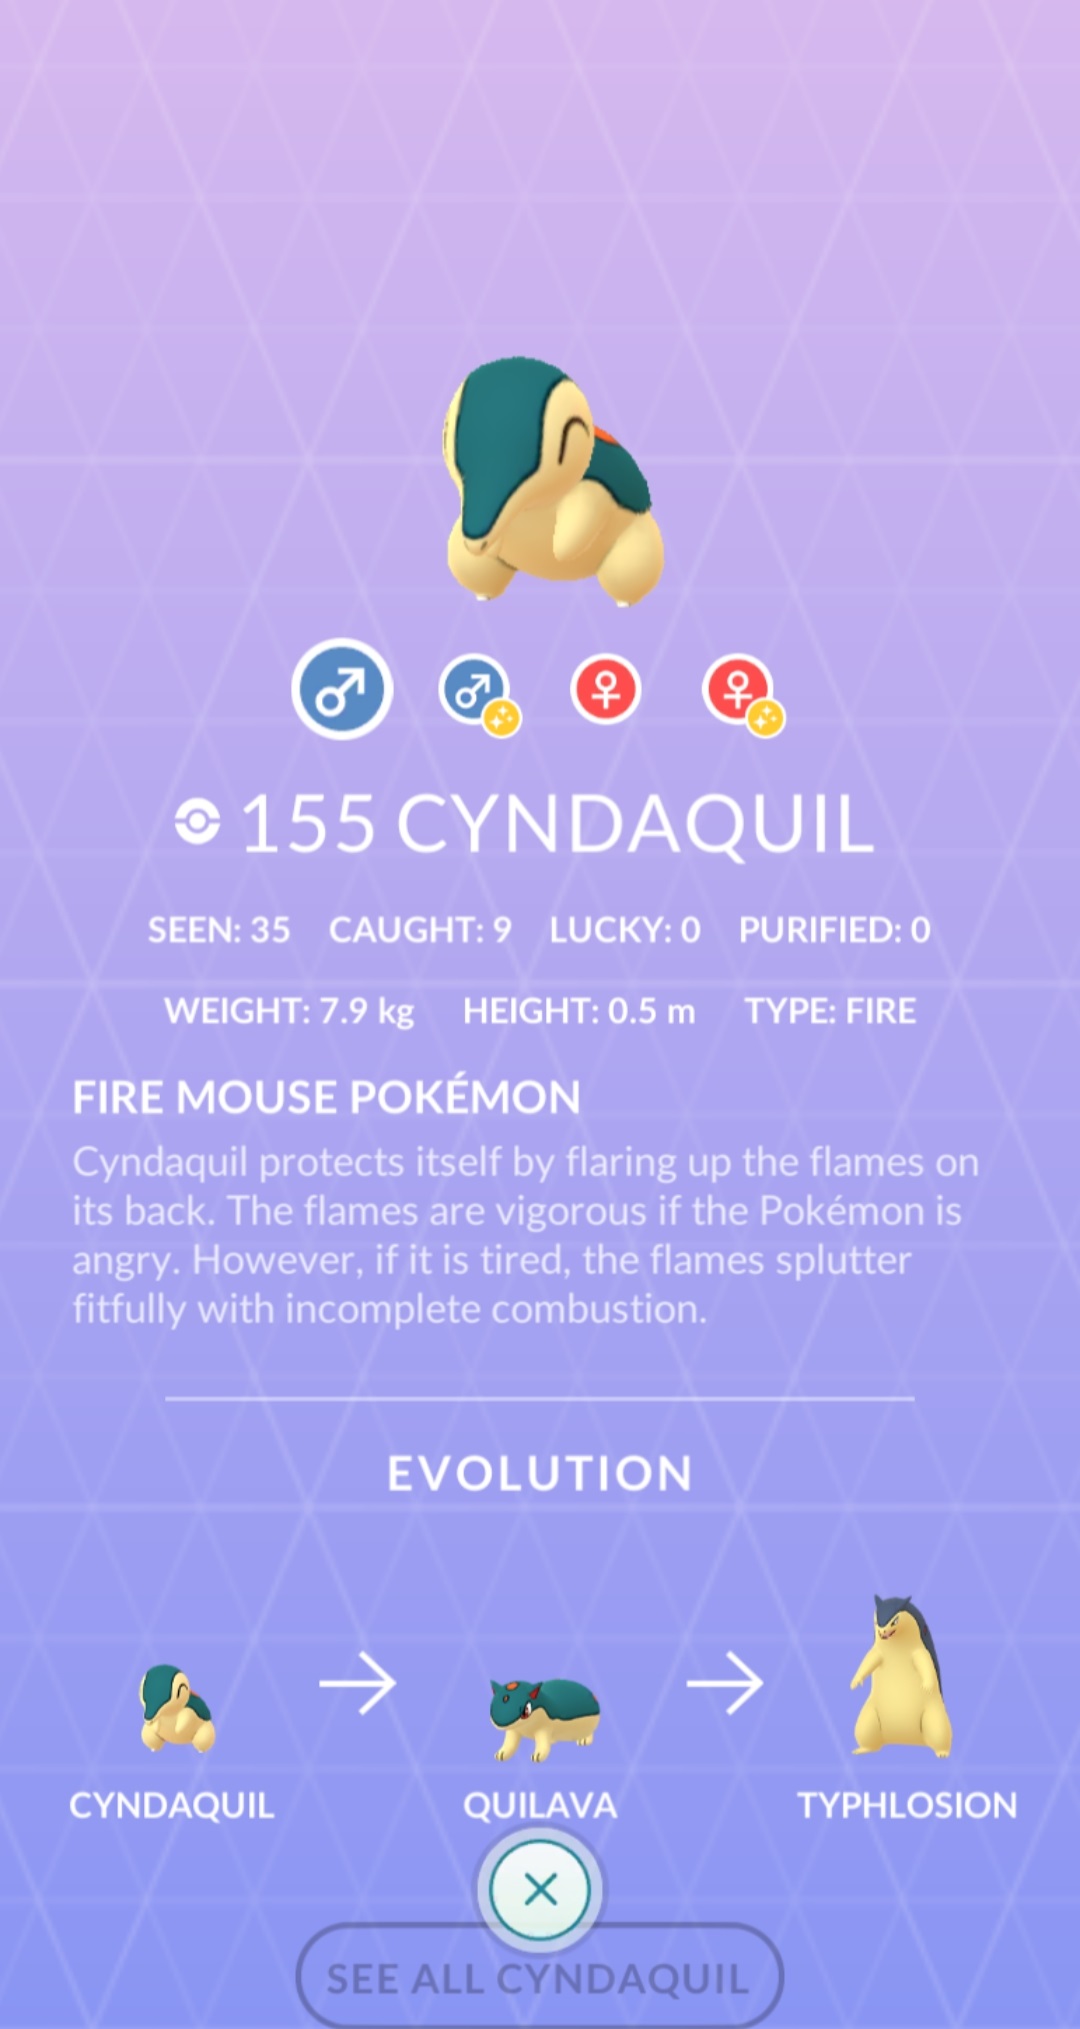 155 CYNDAQUIL
SEEN: 35 CAUGHT: 9 LUCKY: 0 PURIFIED: 0
WEIGHT: 7.9 kg HEIGHT: 0.5 m TYPE: FIRE
FIRE MOUSE POKÉMON
Cyndaquil protects itself by flaring up the flames on
its back. The flames are vigorous if the Pokémon is
angry. However, if it is tired, the flames splutter
fitfully with incomplete combustion.
EVOLUTION
CYNDAQUIL QUILAVA TYPHLOSION
SEE ALL CYNDAQUIL